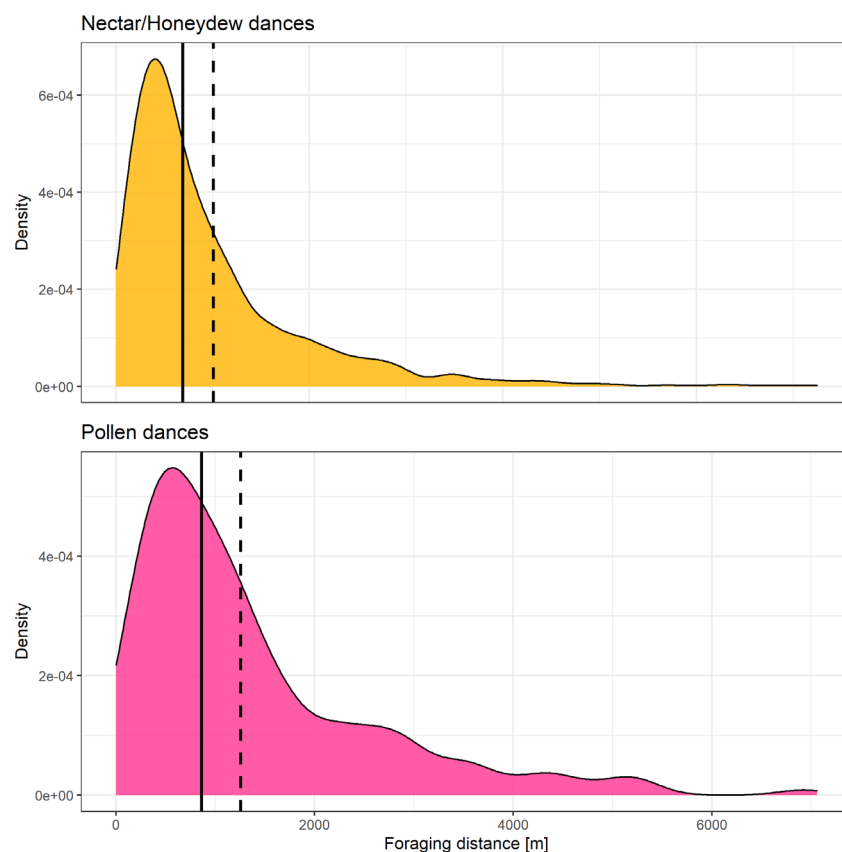 Nectar/Honeydew dances
6e-04
4e-04
2e-04
0e+00
Density
Pollen dances
4e-04
2e-04
0e+00
Density
0 2000 4000 6000
Foraging distance [m]